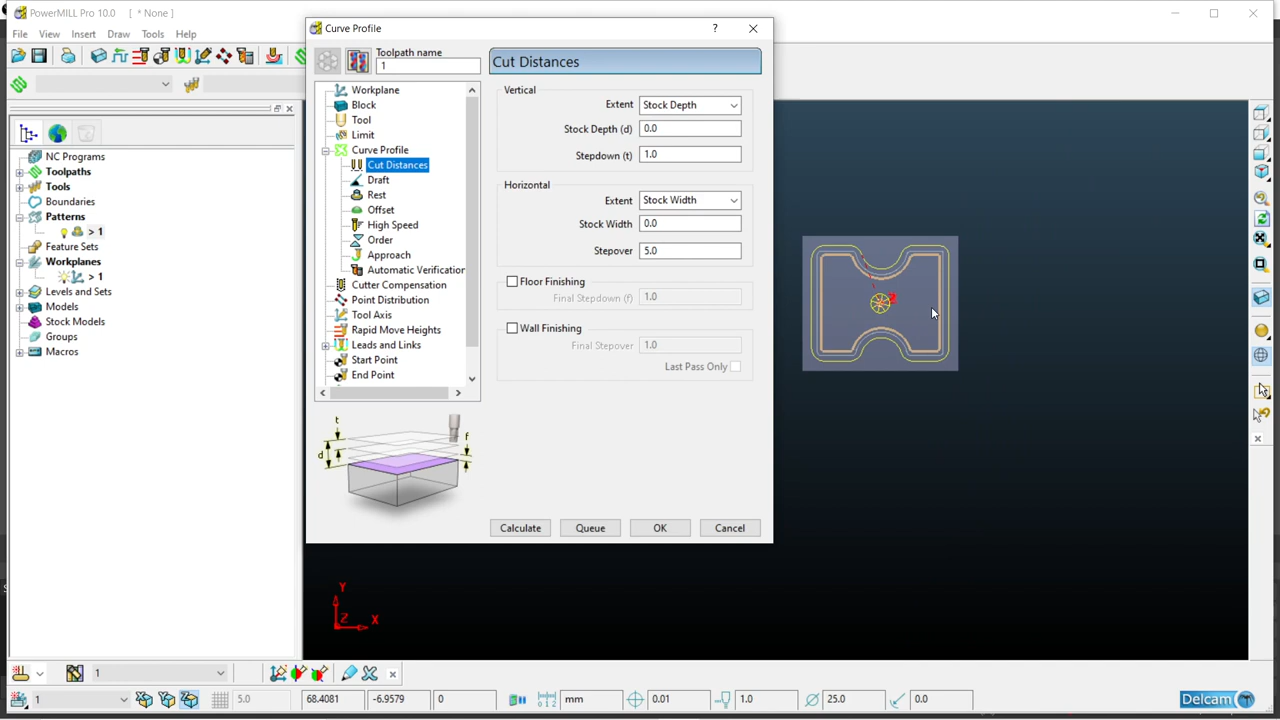 PowerMILL Pro 10.0 [ * None ]
File View Insert Draw Tools Help
NC Programs
Toolpaths
Tools
Boundaries
Patterns
> 1
Feature Sets
Workplanes
> 1
Levels and Sets
Models
Stock Models
Groups
Macros
Curve Profile
?
Toolpath name
1
Workplane
Block
Tool
Limit
Curve Profile
Cut Distances
Draft
Rest
Offset
High Speed
Order
Approach
Automatic Verification
Cutter Compensation
Point Distribution
Tool Axis
Rapid Move Heights
Leads and Links
Start Point
End Point
t
d
f
Cut Distances
Vertical
Extent Stock Depth
Stock Depth (d) 0.0
Stepdown (t) 1.0
Horizontal
Extent Stock Width
Stock Width 0.0
Stepover 5.0
Floor Finishing
Final Stepdown (f) 1.0
Wall Finishing
Final Stepover 1.0
Last Pass Only
Calculate Queue OK Cancel
Y
Z X
1
1 5.0 68.4081 -6.9579 0 mm 0.01 1.0 25.0 0.0 Delcam